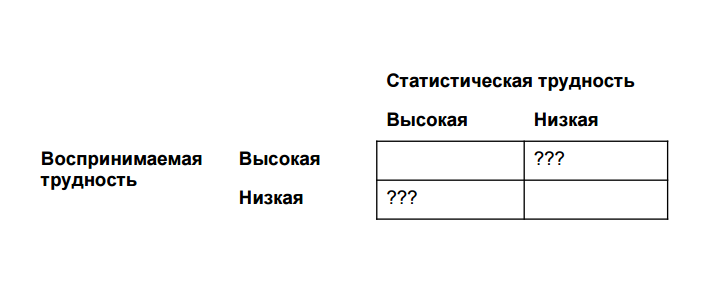 Статистическая трудность
Высокая Низкая
Воспринимаемая Высокая ???
трудность
Низкая ???